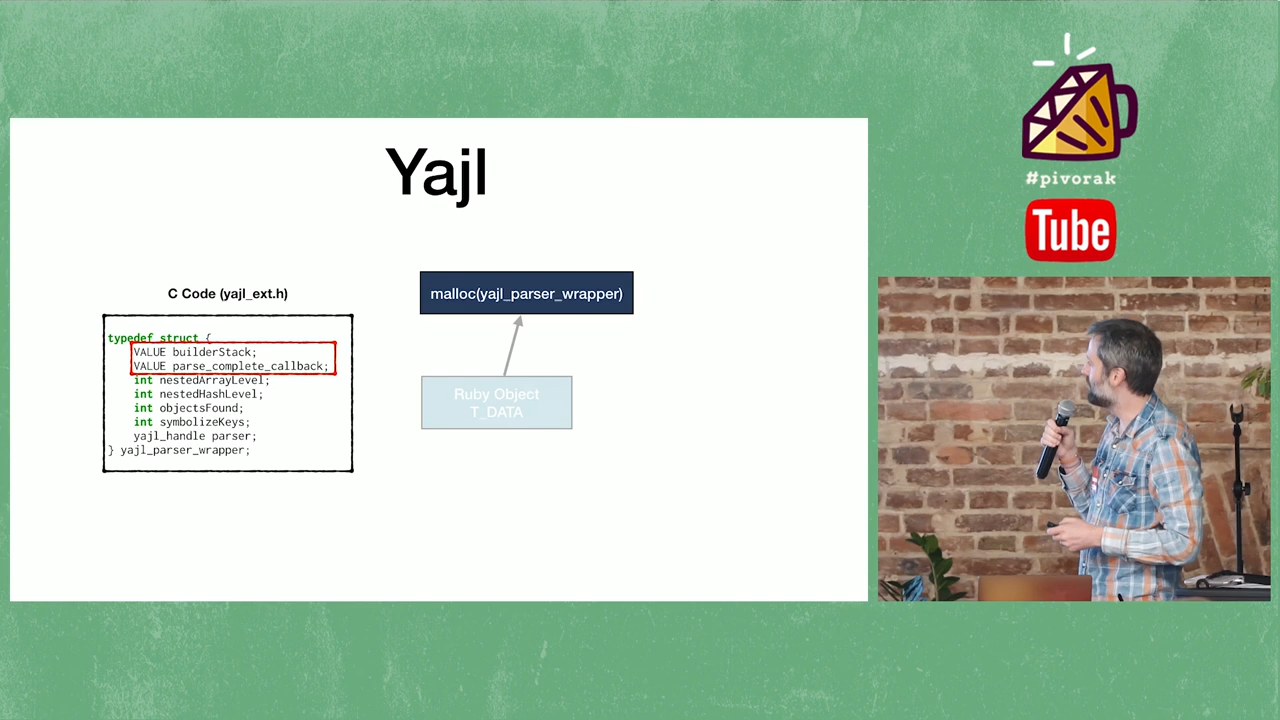 Yajl
C Code (yajl_ext.h)
typedef struct {
VALUE builderStack;
VALUE parse_complete_callback;
int nestedArrayLevel;
int nestedHashLevel;
int objectsFound;
int symbolizeKeys;
yajl_handle parser;
} yajl_parser_wrapper;
malloc(yajl_parser_wrapper)
Ruby Object
T_DATA
#pivorak
Tube